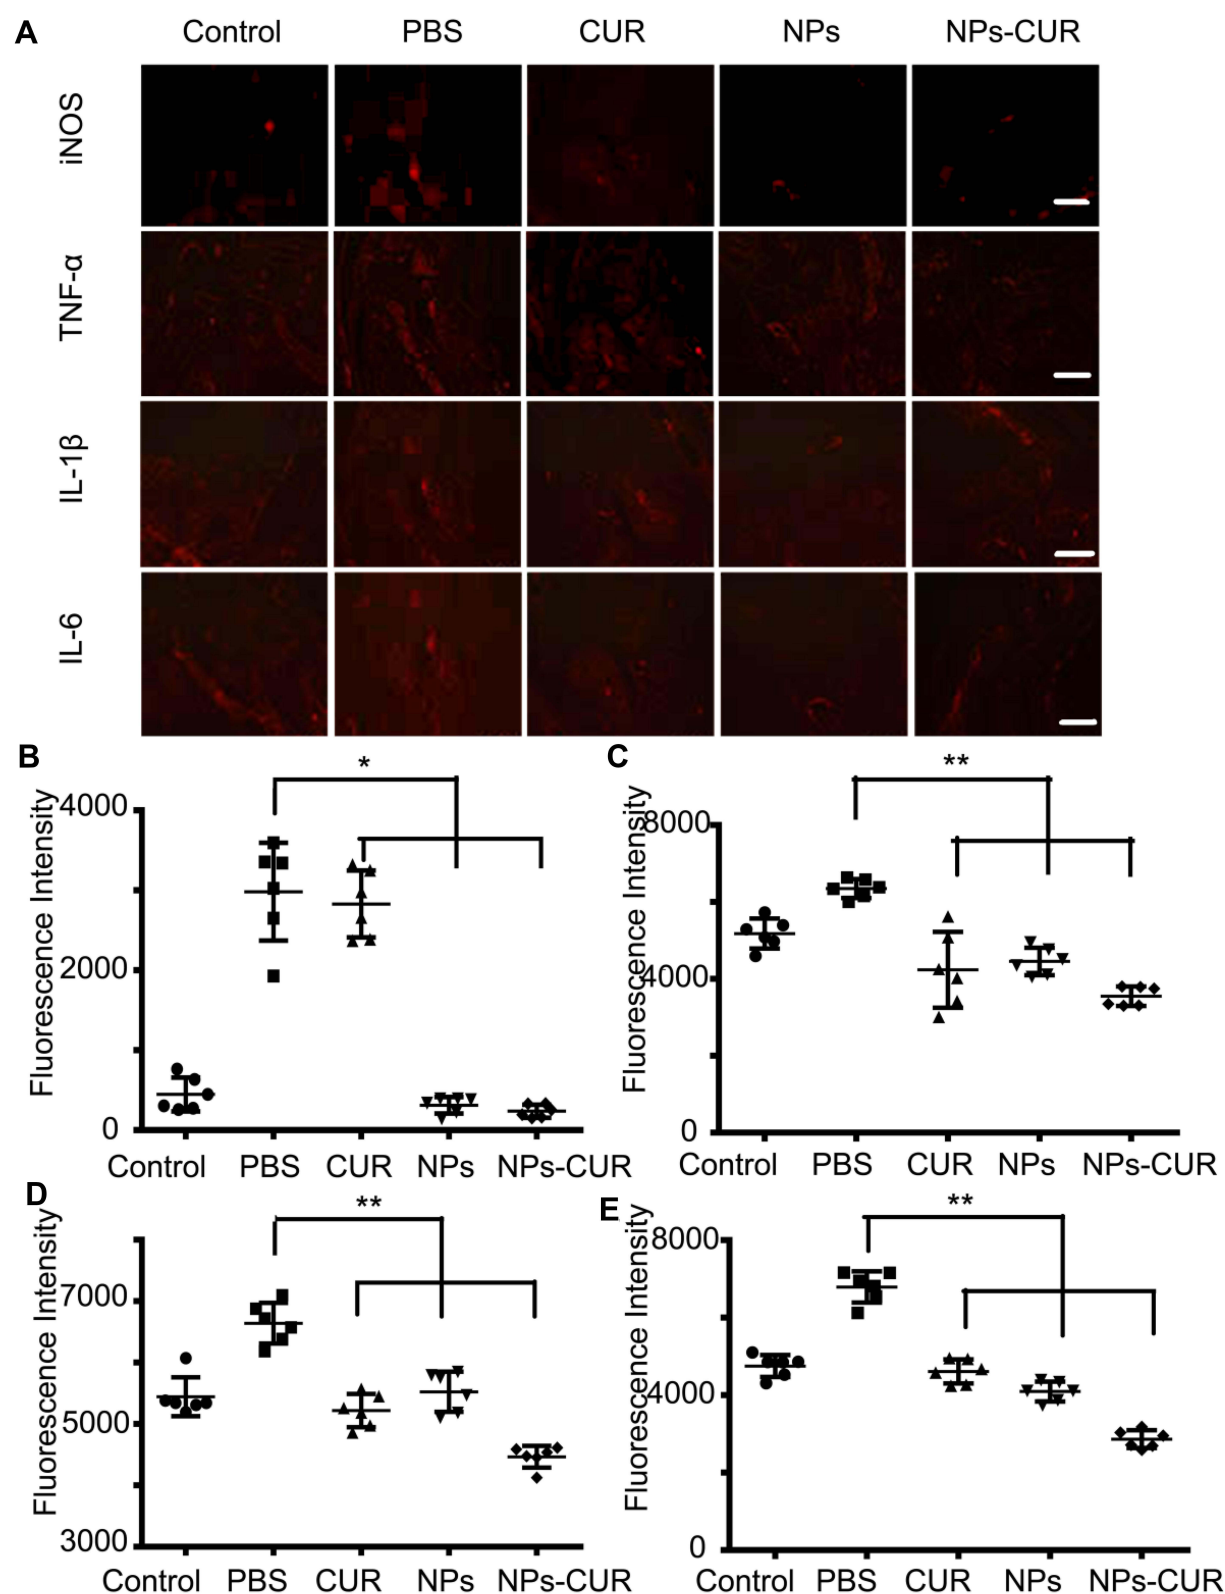 A
Control PBS CUR NPs NPs-CUR
iNOS
TNF-α
IL-1β
IL-6
B
*
Fluorescence Intensity
4000
2000
0
Control PBS CUR NPs NPs-CUR
C
**
Fluorescence Intensity
8000
4000
0
Control PBS CUR NPs NPs-CUR
D
**
Fluorescence Intensity
7000
5000
3000
Control PBS CUR NPs NPs-CUR
E
**
Fluorescence Intensity
8000
4000
0
Control PBS CUR NPs NPs-CUR